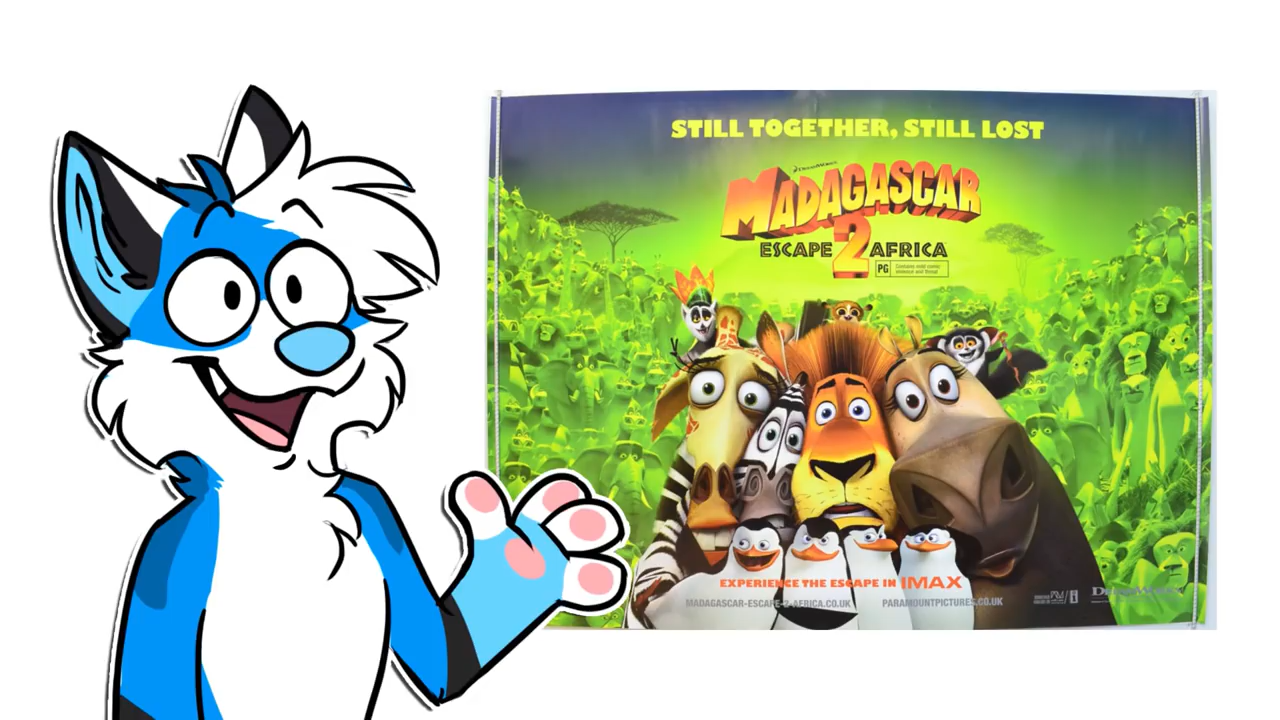 STILL TOGETHER, STILL LOST
DREAMWORKS
MADAGASCAR
ESCAPE 2 AFRICA
PG
EXPERIENCE THE ESCAPE IN IMAX
MADAGASCAR-ESCAPE-2-AFRICA.CO.UK
PARAMOUNTPICTURES.CO.UK
DREAMWORKS